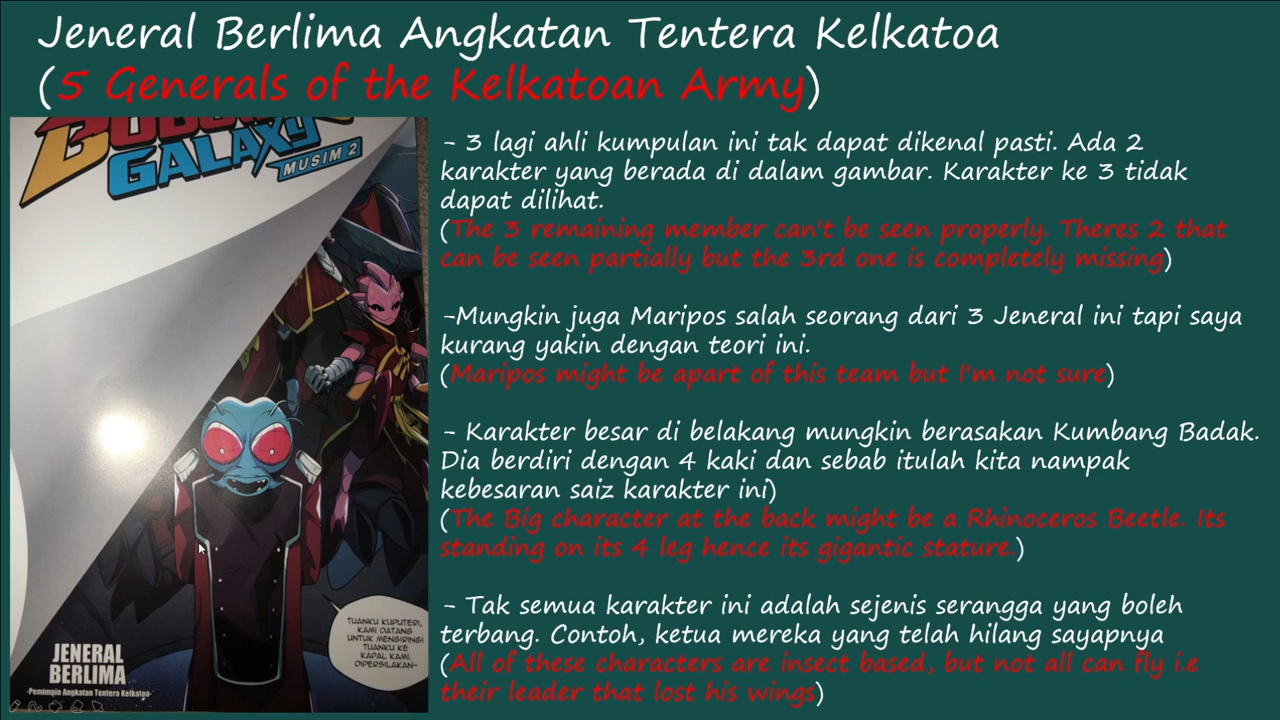 Jeneral Berlima Angkatan Tentera Kelkatoa
(5 Generals of the Kelkatoan Army)
GALAXY
MUSIM 2
- 3 lagi ahli kumpulan ini tak dapat dikenal pasti. Ada 2
karakter yang berada di dalam gambar. Karakter ke 3 tidak
dapat dilihat.
(The 3 remaining member can't be seen properly. Theres 2 that
can be seen partially but the 3rd one is completely missing)
-Mungkin juga Maripos salah seorang dari 3 Jeneral ini tapi saya
kurang yakin dengan teori ini.
(Maripos might be apart of this team but I'm not sure)
- Karakter besar di belakang mungkin berasakan Kumbang Badak.
Dia berdiri dengan 4 kaki dan sebab itulah kita nampak
kebesaran saiz karakter ini)
(The Big character at the back might be a Rhinoceros Beetle. Its
standing on its 4 leg hence its gigantic stature.)
- Tak semua karakter ini adalah sejenis serangga yang boleh
terbang. Contoh, ketua mereka yang telah hilang sayapnya
(All of these characters are insect based, but not all can fly i.e
their leader that lost his wings)
TUANKU KUPUTERI,
KAMI DATANG
UNTUK MENGIRINGI
TUANKU KE
KAPAL KAMI.
DIPERSILAKAN~
JENERAL
BERLIMA
-Pemimpin Angkatan Tentera Kelkatoa-